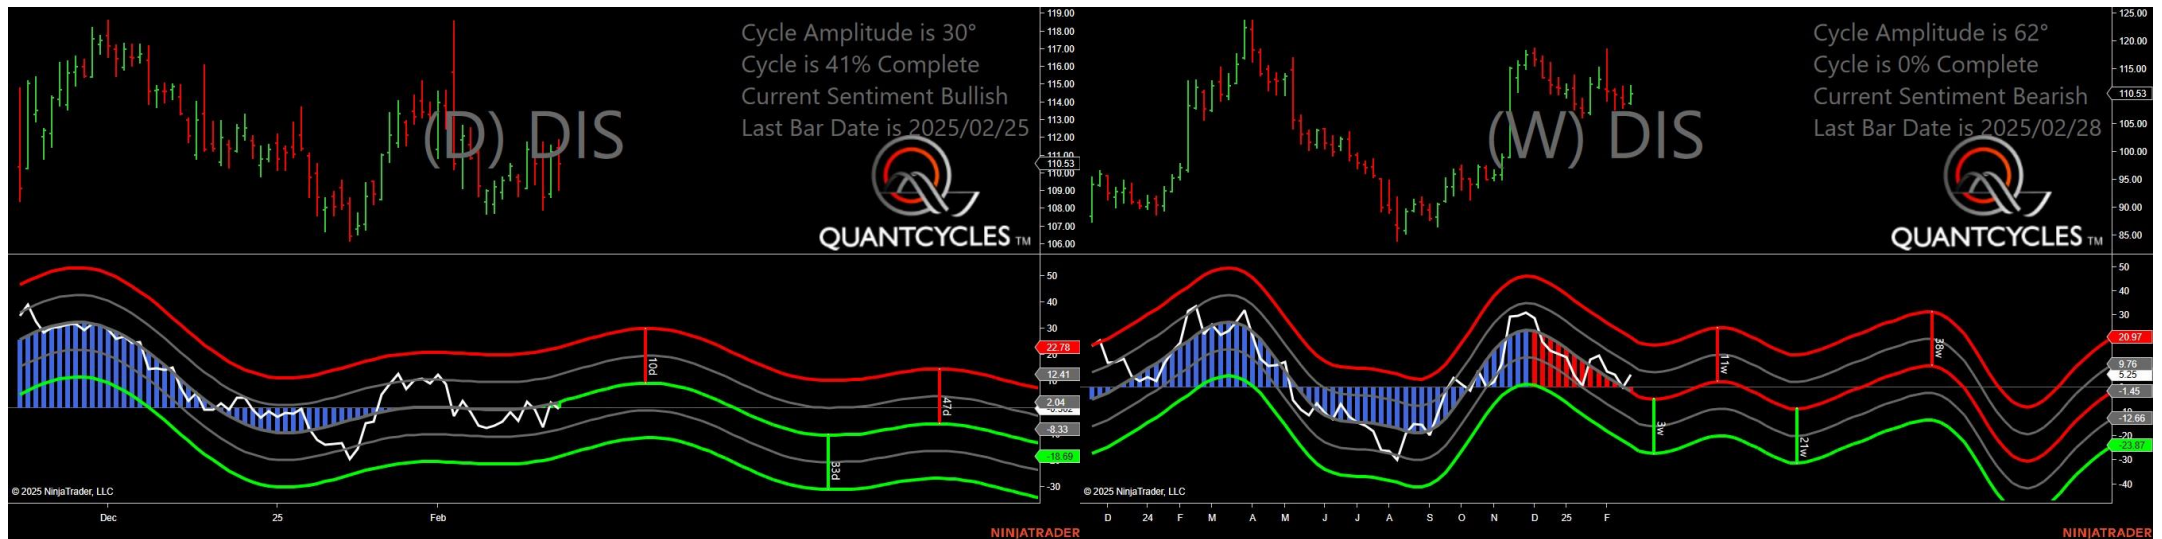 Cycle Amplitude is 30°
Cycle is 41% Complete
Current Sentiment Bullish
Last Bar Date is 2025/02/25
(D) DIS
QUANTCYCLES TM
119.00
118.00
117.00
116.00
115.00
114.00
113.00
112.00
111.00
110.53
110.00
109.00
108.00
107.00
106.00
50
40
30
22.78
20
12.41
2.04
-8.33
-18.69
-30
10d
33d
47d
© 2025 NinjaTrader, LLC
Dec
25
Feb
NINJATRADER
Cycle Amplitude is 62°
Cycle is 0% Complete
Current Sentiment Bearish
Last Bar Date is 2025/02/28
(W) DIS
QUANTCYCLES TM
125.00
120.00
115.00
110.53
105.00
100.00
95.00
90.00
85.00
50
40
30
20.97
9.76
5.25
-1.45
-12.66
-20
-23.87
-30
-40
3w
11w
21w
38w
© 2025 NinjaTrader, LLC
D 24 F M A M J J A S O N D 25 F
NINJATRADER